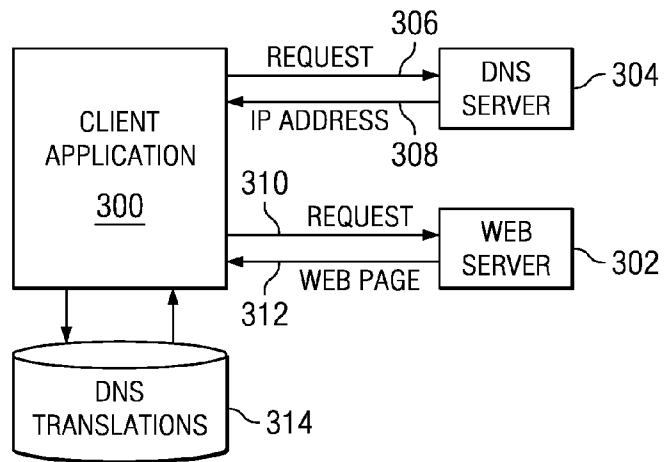 306
REQUEST
DNS
SERVER
304
CLIENT
APPLICATION
300
IP ADDRESS
308
310
REQUEST
WEB
SERVER
302
WEB PAGE
312
DNS
TRANSLATIONS
314